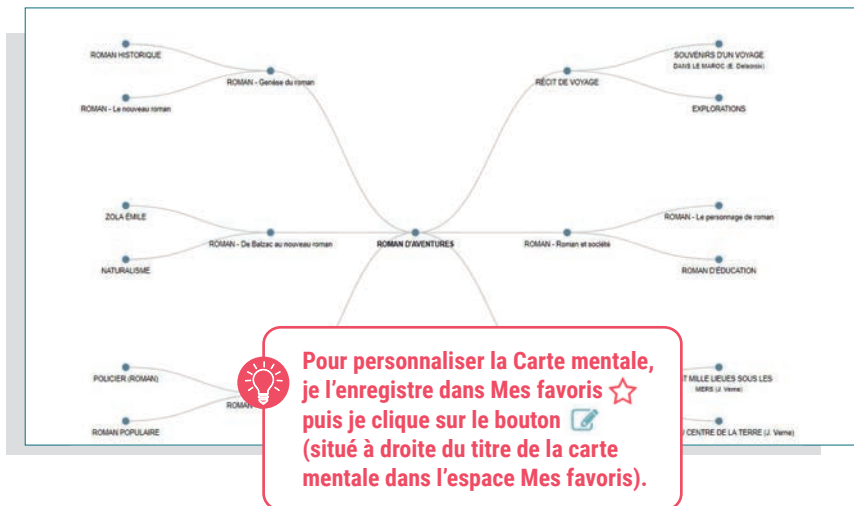 ROMAN HISTORIQUE
SOUVENIRS D'UN VOYAGE
DANS LE MAROC (E. Delacroix)
ROMAN - Genèse du roman
RÉCIT DE VOYAGE
ROMAN - Le nouveau roman
EXPLORATIONS
ZOLA ÉMILE
ROMAN - Le personnage de roman
ROMAN - De Balzac au nouveau roman
ROMAN D'AVENTURES
ROMAN - Roman et société
NATURALISME
ROMAN D'ÉDUCATION
POLICIER (ROMAN)
T MILLE LIEUES SOUS LES
MERS (J. Verne)
ROMAN
ROMAN POPULAIRE
CENTRE DE LA TERRE (J. Verne)
Pour personnaliser la Carte mentale,
je l'enregistre dans Mes favoris
puis je clique sur le bouton
(situé à droite du titre de la carte
mentale dans l'espace Mes favoris).